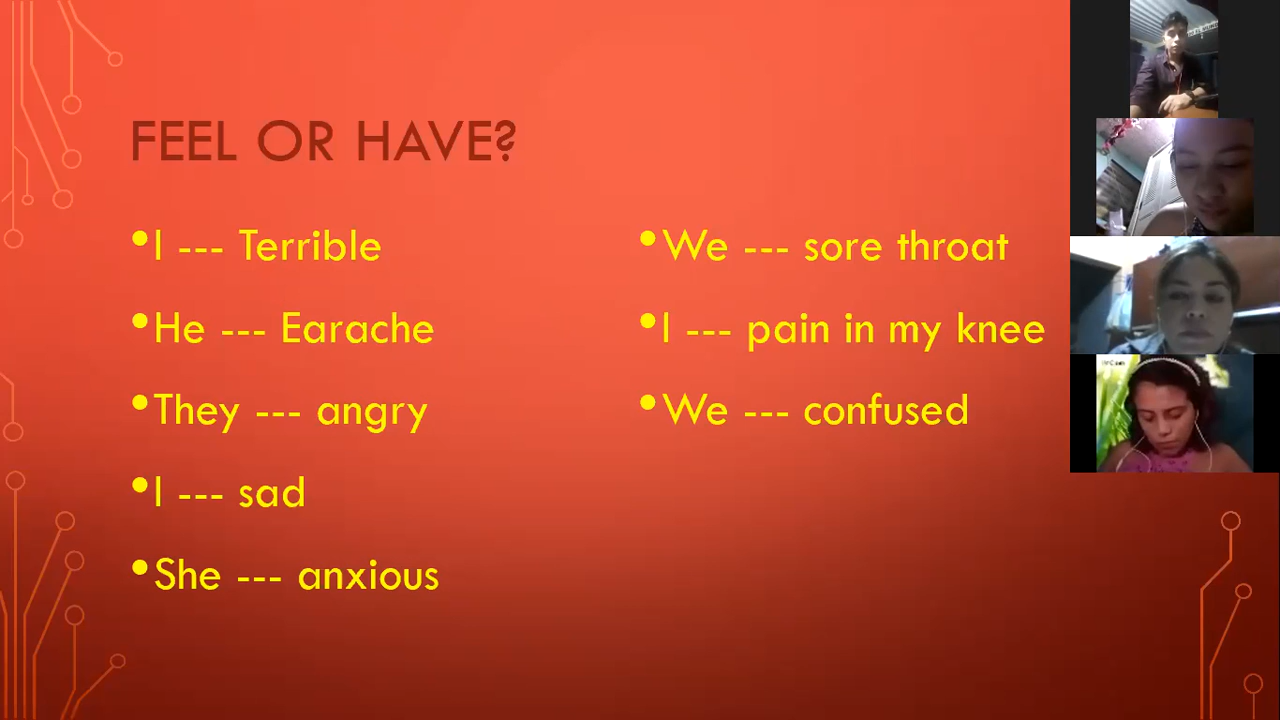 FEEL OR HAVE?
•I --- Terrible
•He --- Earache
•They --- angry
•I --- sad
•She --- anxious
•We --- sore throat
•I --- pain in my knee
•We --- confused